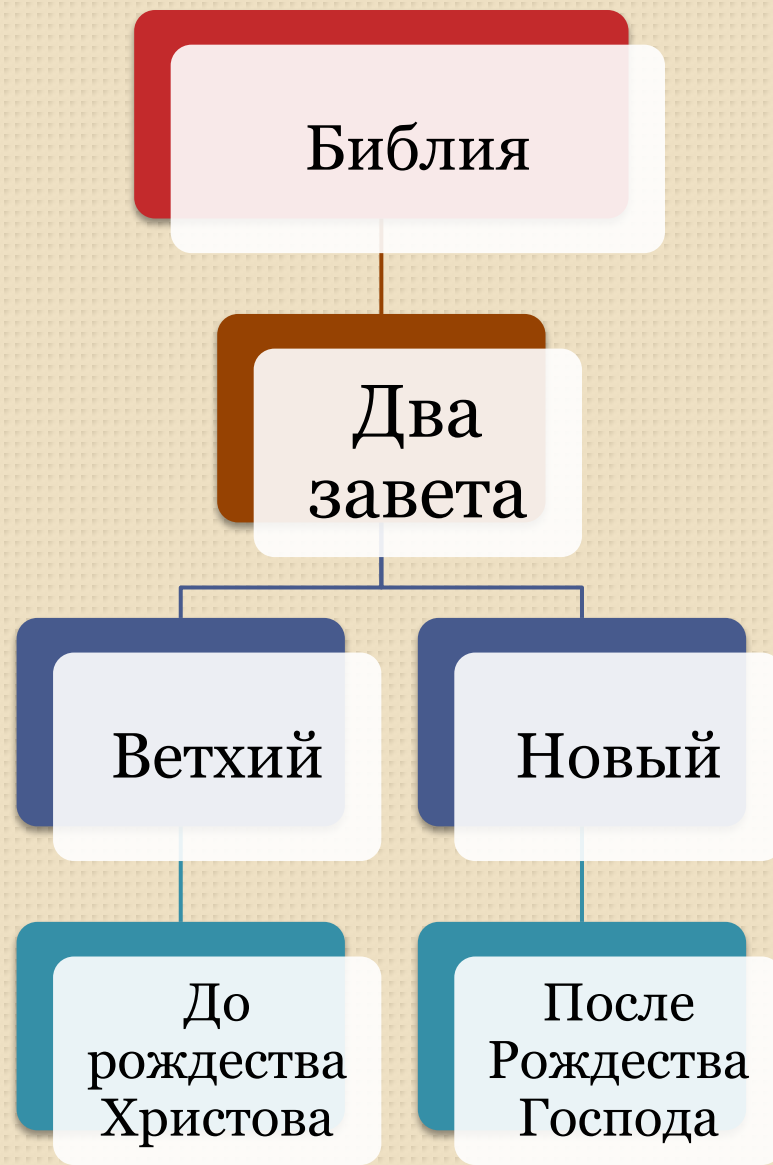 Библия
Два
завета
Ветхий
Новый
До
рождества
Христова
После
Рождества
Господа